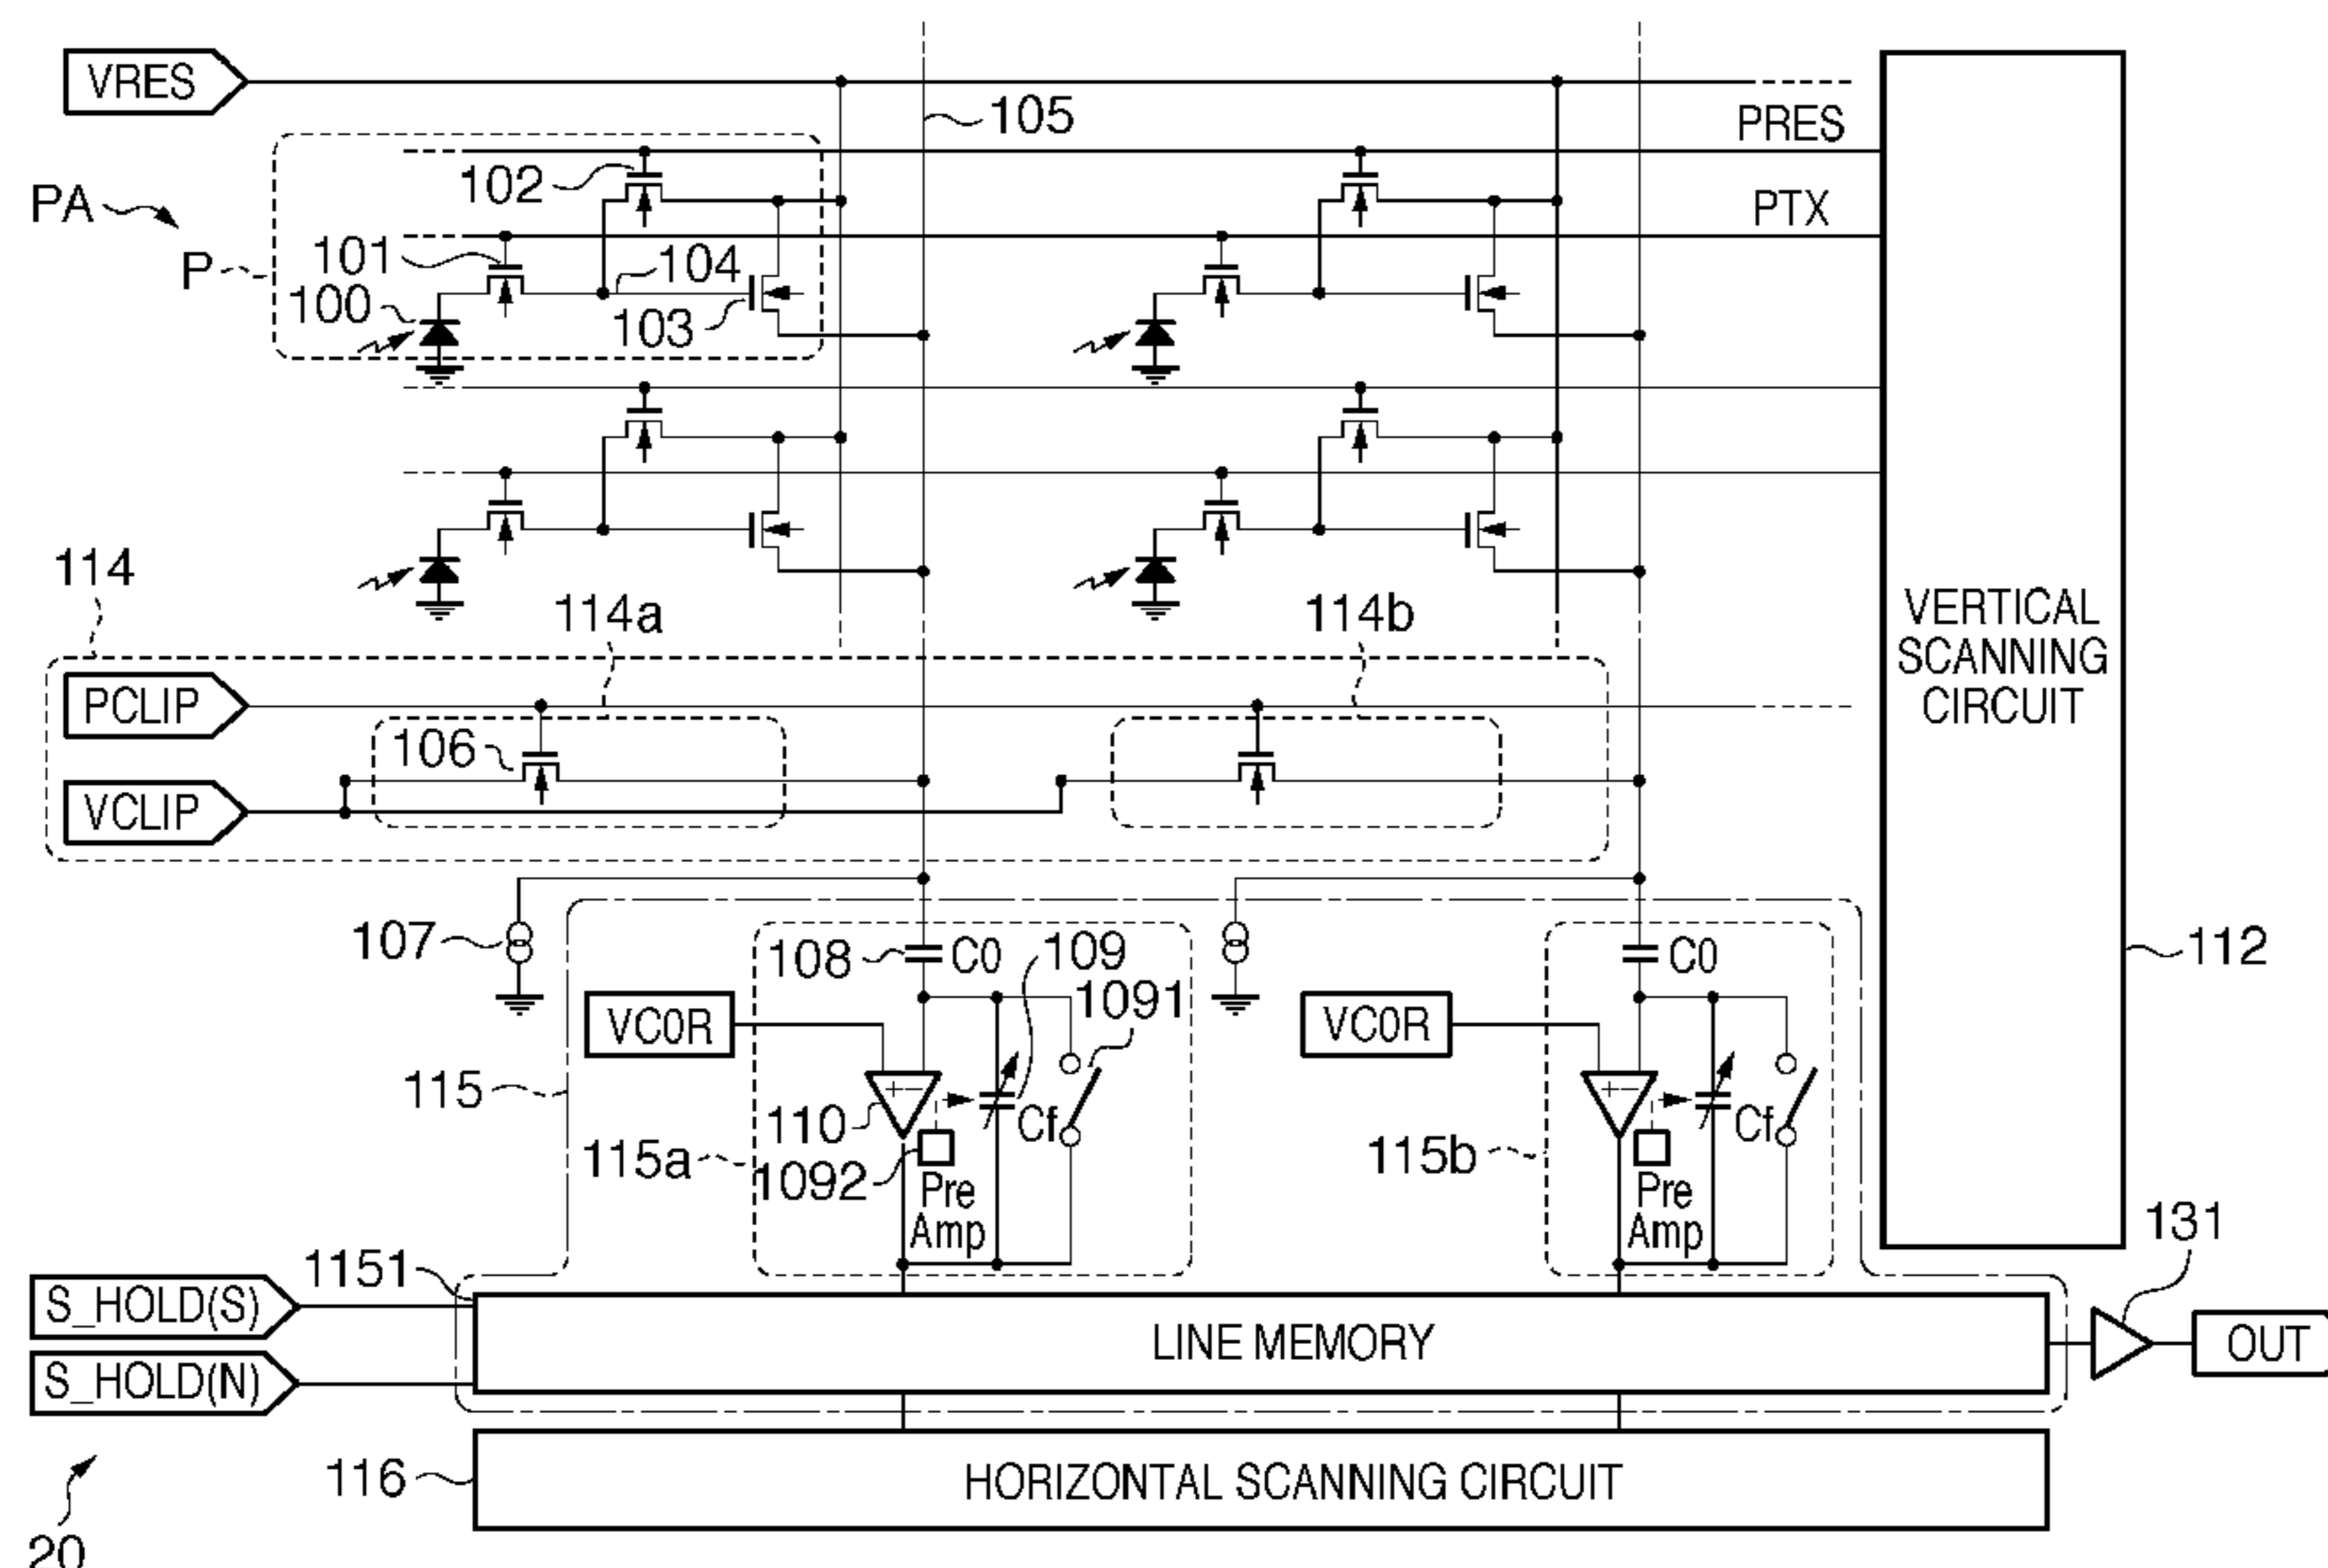 VRES
105
PRES
102
PA
PTX
101
104
P
100
103
114
114a
114b
VERTICAL
SCANNING
CIRCUIT
PCLIP
106
VCLIP
107
108
C0
109
C0
112
1091
VC0R
VC0R
+−
+−
115
110
Cf
Cf
115a
115b
1092
Pre
Amp
Pre
Amp
131
1151
S_HOLD(S)
LINE MEMORY
OUT
S_HOLD(N)
116
HORIZONTAL SCANNING CIRCUIT
20